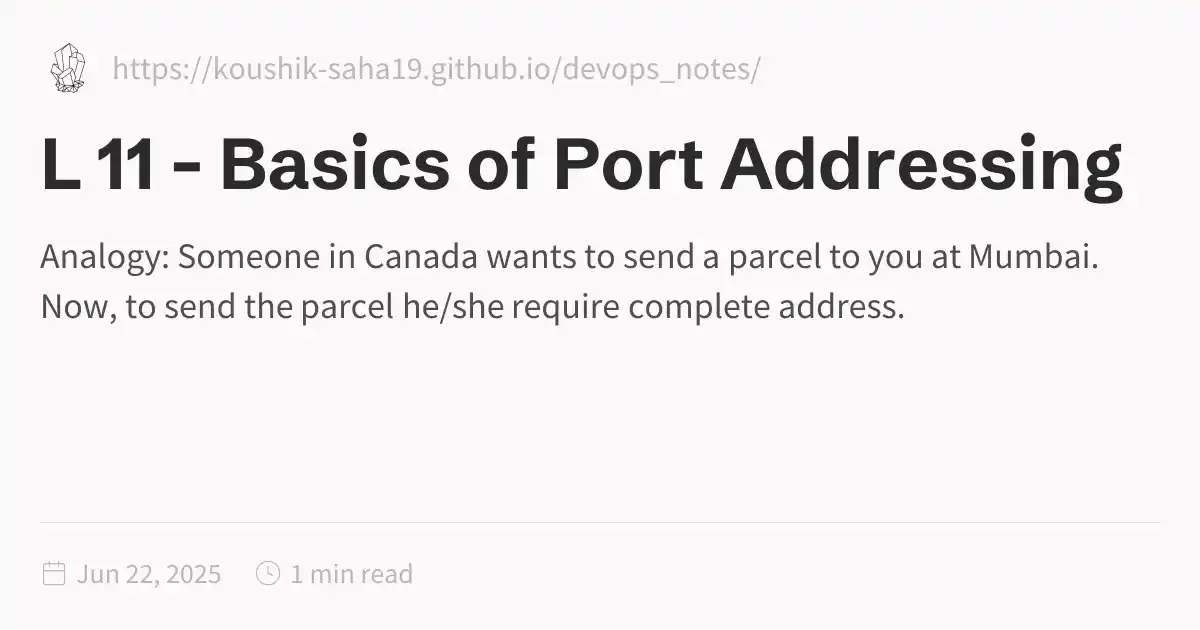 https://koushik-saha19.github.io/devops_notes/
L 11 - Basics of Port Addressing
Analogy: Someone in Canada wants to send a parcel to you at Mumbai.
Now, to send the parcel he/she require complete address.
Jun 22, 2025 1 min read